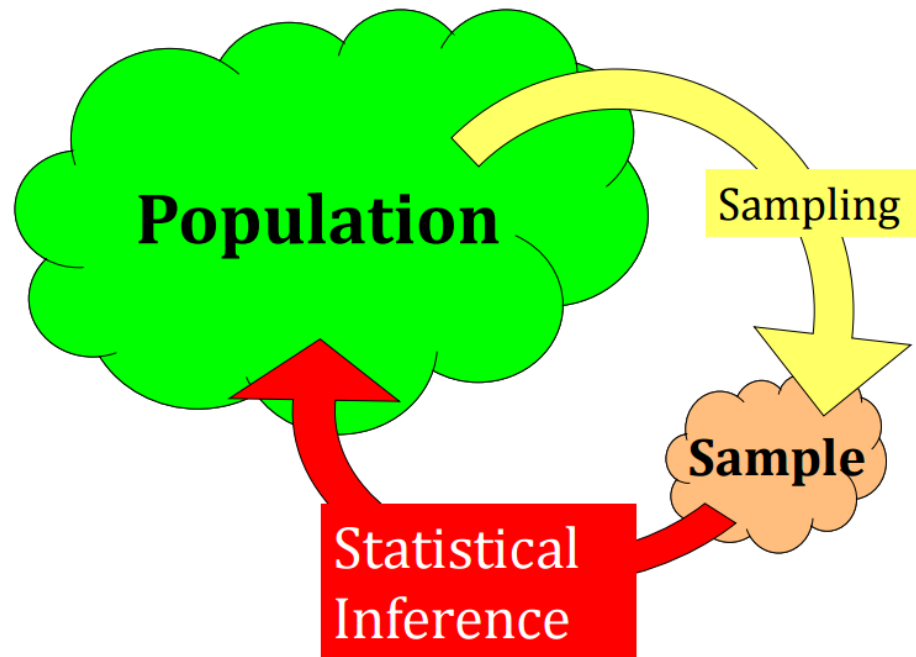 Population
Sampling
Sample
Statistical
Inference